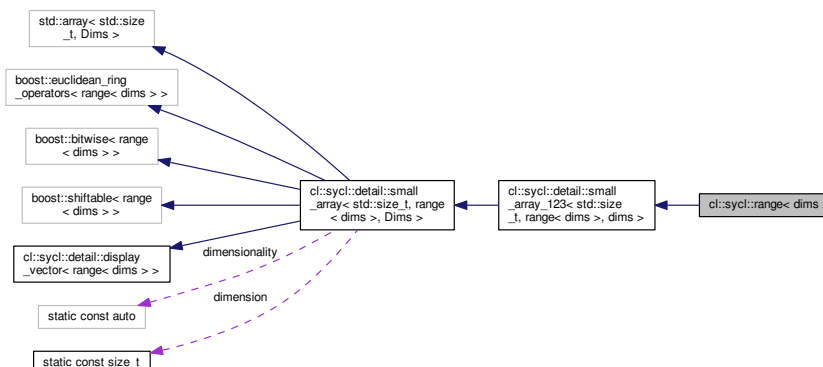 std::array< std::size
_t, Dims >
boost::euclidean_ring
_operators< range< dims > >
boost::bitwise< range
< dims > >
boost::shiftable< range
< dims > >
cl::sycl::detail::display
_vector< range< dims > >
static const auto
static const size_t
dimensionality
dimension
cl::sycl::detail::small
_array< std::size_t, range
< dims >, Dims >
cl::sycl::detail::small
_array_123< std::size
_t, range< dims >, dims >
cl::sycl::range< dims